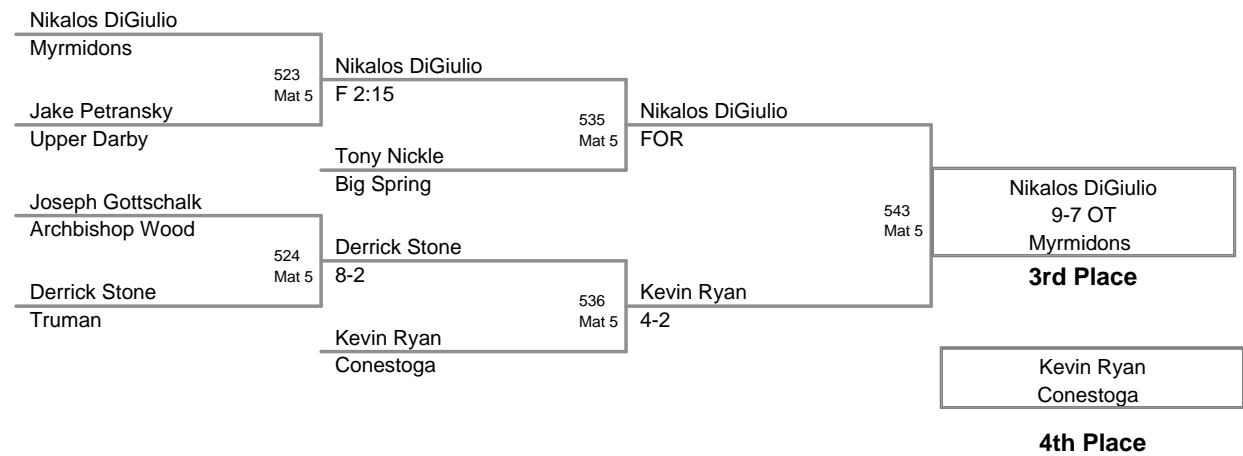 Nikalos DiGiulio
Myrmidons
523
Mat 5
Jake Petransky
Upper Darby
Nikalos DiGiulio
F 2:15
535
Mat 5
Tony Nickle
Big Spring
Nikalos DiGiulio
FOR
Joseph Gottschalk
Archbishop Wood
524
Mat 5
Derrick Stone
Truman
Derrick Stone
8-2
536
Mat 5
Kevin Ryan
Conestoga
Kevin Ryan
4-2
543
Mat 5
Nikalos DiGiulio
9-7 OT
Myrmidons
3rd Place
Kevin Ryan
Conestoga
4th Place